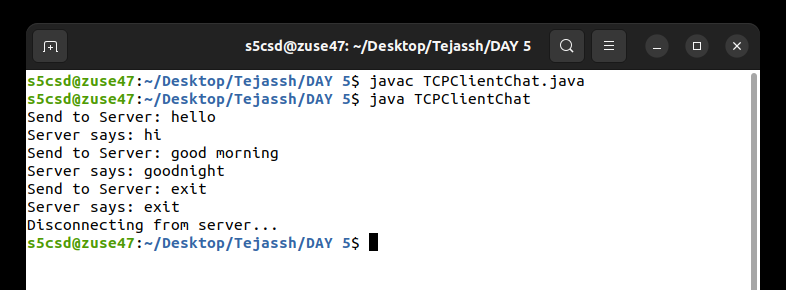 s5csd@zuse47: ~/Desktop/Tejassh/DAY 5
s5csd@zuse47:~/Desktop/Tejassh/DAY 5$ javac TCPClientChat.java
s5csd@zuse47:~/Desktop/Tejassh/DAY 5$ java TCPClientChat
Send to Server: hello
Server says: hi
Send to Server: good morning
Server says: goodnight
Send to Server: exit
Server says: exit
Disconnecting from server...
s5csd@zuse47:~/Desktop/Tejassh/DAY 5$